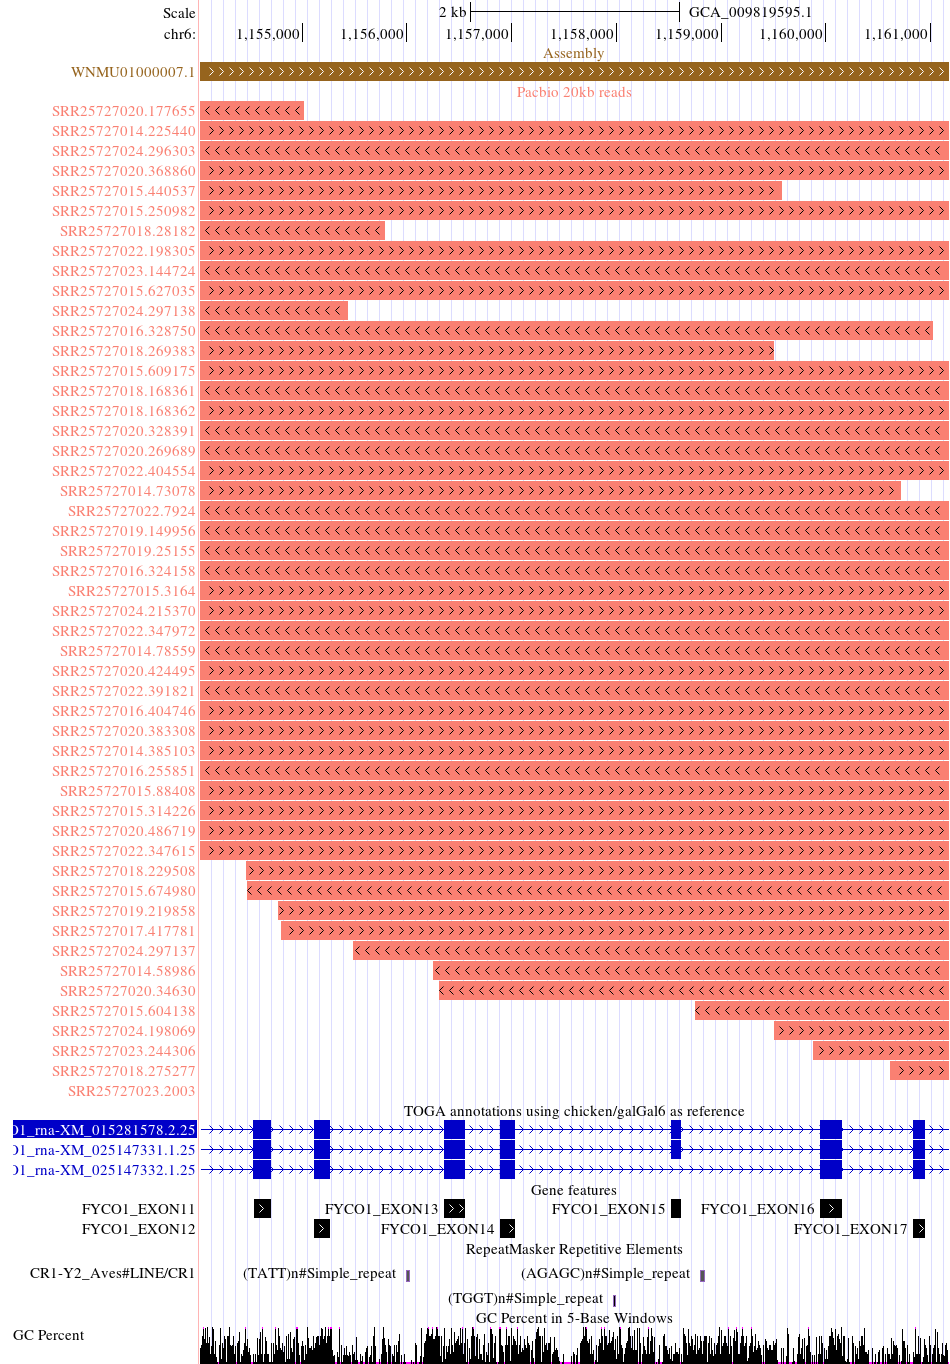 Scale 2 kb GCA_009819595.1
chr6: 1,155,000 1,156,000 1,157,000 1,158,000 1,159,000 1,160,000 1,161,000
Assembly
WNMU01000007.1
Pacbio 20kb reads
SRR25727020.177655
SRR25727014.225440
SRR25727024.296303
SRR25727020.368860
SRR25727015.440537
SRR25727015.250982
SRR25727018.28182
SRR25727022.198305
SRR25727023.144724
SRR25727015.627035
SRR25727024.297138
SRR25727016.328750
SRR25727018.269383
SRR25727015.609175
SRR25727018.168361
SRR25727018.168362
SRR25727020.328391
SRR25727020.269689
SRR25727022.404554
SRR25727014.73078
SRR25727022.7924
SRR25727019.149956
SRR25727019.25155
SRR25727016.324158
SRR25727015.3164
SRR25727024.215370
SRR25727022.347972
SRR25727014.78559
SRR25727020.424495
SRR25727022.391821
SRR25727016.404746
SRR25727020.383308
SRR25727014.385103
SRR25727016.255851
SRR25727015.88408
SRR25727015.314226
SRR25727020.486719
SRR25727022.347615
SRR25727018.229508
SRR25727015.674980
SRR25727019.219858
SRR25727017.417781
SRR25727024.297137
SRR25727014.58986
SRR25727020.34630
SRR25727015.604138
SRR25727024.198069
SRR25727023.244306
SRR25727018.275277
SRR25727023.2003
TOGA annotations using chicken/galGal6 as reference
O1_rna-XM_015281578.2.25
O1_rna-XM_025147331.1.25
O1_rna-XM_025147332.1.25
Gene features
FYCO1_EXON11 FYCO1_EXON13 FYCO1_EXON15 FYCO1_EXON16
FYCO1_EXON12 FYCO1_EXON14 FYCO1_EXON17
RepeatMasker Repetitive Elements
CR1-Y2_Aves#LINE/CR1 (TATT)n#Simple_repeat (AGAGC)n#Simple_repeat
(TGGT)n#Simple_repeat
GC Percent in 5-Base Windows
GC Percent